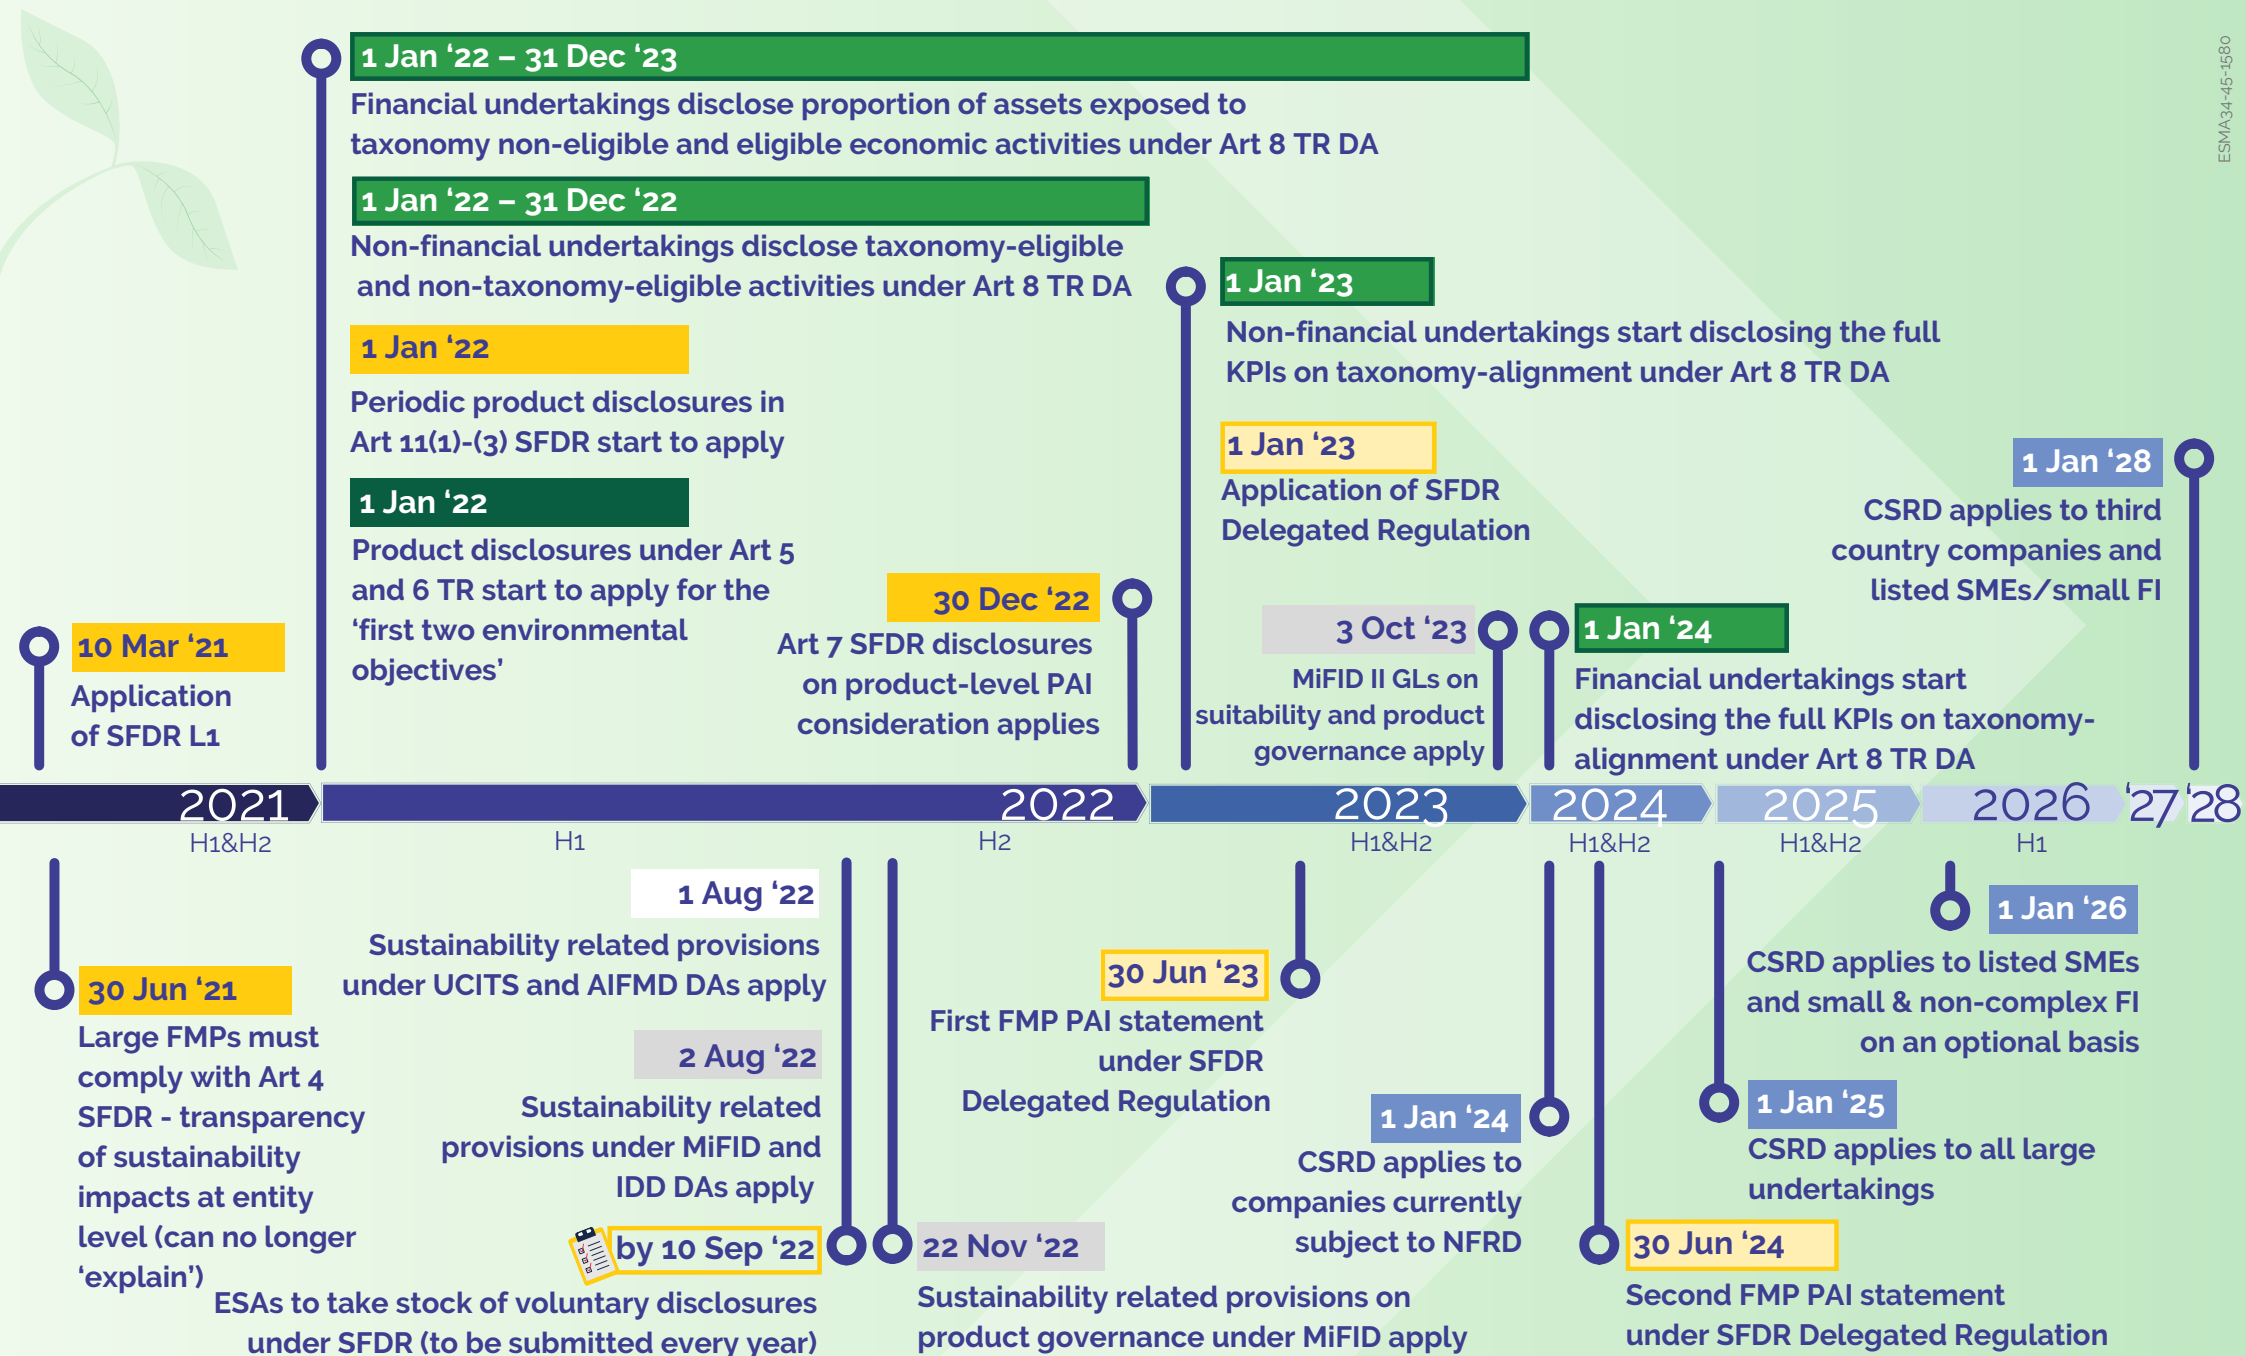 ESMA34-45-1580
1 Jan ‘22 – 31 Dec ‘23
Financial undertakings disclose proportion of assets exposed to
taxonomy non-eligible and eligible economic activities under Art 8 TR DA
1 Jan ‘22 – 31 Dec ‘22
Non-financial undertakings disclose taxonomy-eligible
and non-taxonomy-eligible activities under Art 8 TR DA
1 Jan ‘22
Periodic product disclosures in
Art 11(1)-(3) SFDR start to apply
1 Jan ‘22
Product disclosures under Art 5
and 6 TR start to apply for the
‘first two environmental
objectives’
10 Mar ‘21
Application
of SFDR L1
30 Dec ‘22
Art 7 SFDR disclosures
on product-level PAI
consideration applies
1 Jan ‘23
Non-financial undertakings start disclosing the full
KPIs on taxonomy-alignment under Art 8 TR DA
1 Jan ‘23
Application of SFDR
Delegated Regulation
3 Oct ‘23
MiFID II GLs on
suitability and product
governance apply
1 Jan ‘24
Financial undertakings start
disclosing the full KPIs on taxonomy-
alignment under Art 8 TR DA
1 Jan ‘28
CSRD applies to third
country companies and
listed SMEs/small FI
2021 2022 2023 2024 2025 2026 ‘27 ‘28
H1&H2 H1 H2 H1&H2 H1&H2 H1&H2 H1
30 Jun ‘21
Large FMPs must
comply with Art 4
SFDR - transparency
of sustainability
impacts at entity
level (can no longer
‘explain’)
1 Aug ‘22
Sustainability related provisions
under UCITS and AIFMD DAs apply
2 Aug ‘22
Sustainability related
provisions under MiFID and
IDD DAs apply
by 10 Sep ‘22
ESAs to take stock of voluntary disclosures
under SFDR (to be submitted every year)
22 Nov ‘22
Sustainability related provisions on
product governance under MiFID apply
30 Jun ‘23
First FMP PAI statement
under SFDR
Delegated Regulation
1 Jan ‘24
CSRD applies to
companies currently
subject to NFRD
30 Jun ‘24
Second FMP PAI statement
under SFDR Delegated Regulation
1 Jan ‘25
CSRD applies to all large
undertakings
1 Jan ‘26
CSRD applies to listed SMEs
and small & non-complex FI
on an optional basis